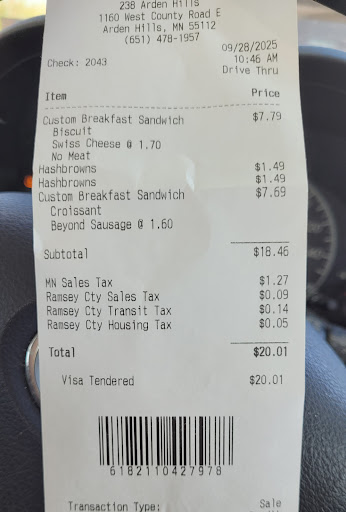 238 Arden Hills
1160 West County Road E
Arden Hills, MN 55112
(651) 478-1957
09/28/2025
Check: 2043 10:46 AM
Drive Thru
Item Price
Custom Breakfast Sandwich $7.79
Biscuit
Swiss Cheese @ 1.70
No Meat
Hashbrowns $1.49
Hashbrowns $1.49
Custom Breakfast Sandwich $7.69
Croissant
Beyond Sausage @ 1.60
Subtotal $18.46
MN Sales Tax $1.27
Ramsey Cty Sales Tax $0.09
Ramsey Cty Transit Tax $0.14
Ramsey Cty Housing Tax $0.05
Total $20.01
Visa Tendered $20.01
6182110427978
Transaction Type: Sale